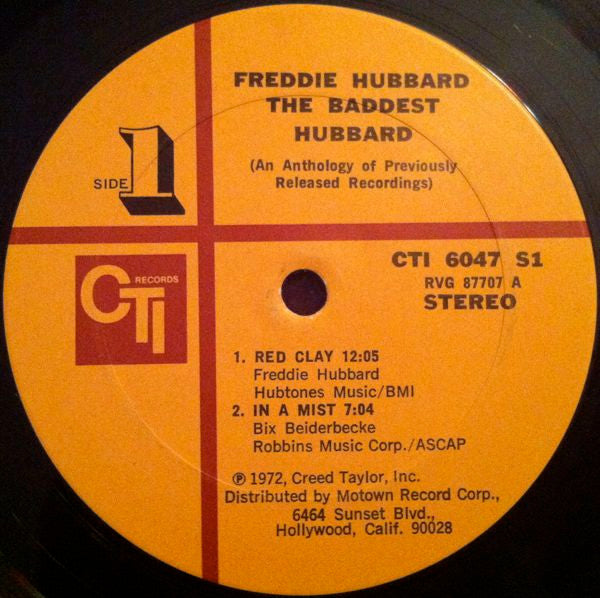 FREDDIE HUBBARD
THE BADDEST
HUBBARD
(An Anthology of Previously
Released Recordings)
SIDE 1
CTI RECORDS
CTI 6047 S1
RVG 87707 A
STEREO
1. RED CLAY 12:05
Freddie Hubbard
Hubtones Music/BMI
2. IN A MIST 7:04
Bix Beiderbecke
Robbins Music Corp./ASCAP
℗ 1972, Creed Taylor, Inc.
Distributed by Motown Record Corp.,
6464 Sunset Blvd.,
Hollywood, Calif. 90028